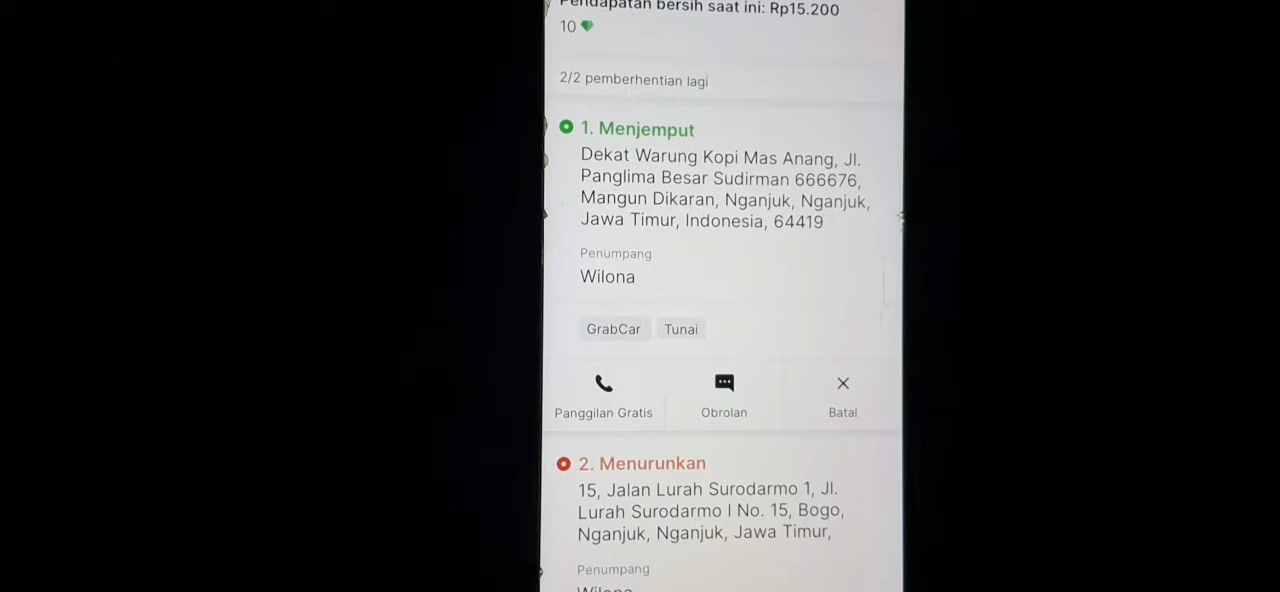 Pendapatan bersih saat ini: Rp15.200
10
2/2 pemberhentian lagi
1. Menjemput
Dekat Warung Kopi Mas Anang, Jl.
Panglima Besar Sudirman 666676,
Mangun Dikaran, Nganjuk, Nganjuk,
Jawa Timur, Indonesia, 64419
Penumpang
Wilona
GrabCar Tunai
Panggilan Gratis Obrolan Batal
2. Menurunkan
15, Jalan Lurah Surodarmo 1, Jl.
Lurah Surodarmo I No. 15, Bogo,
Nganjuk, Nganjuk, Jawa Timur,
Penumpang
Wilona